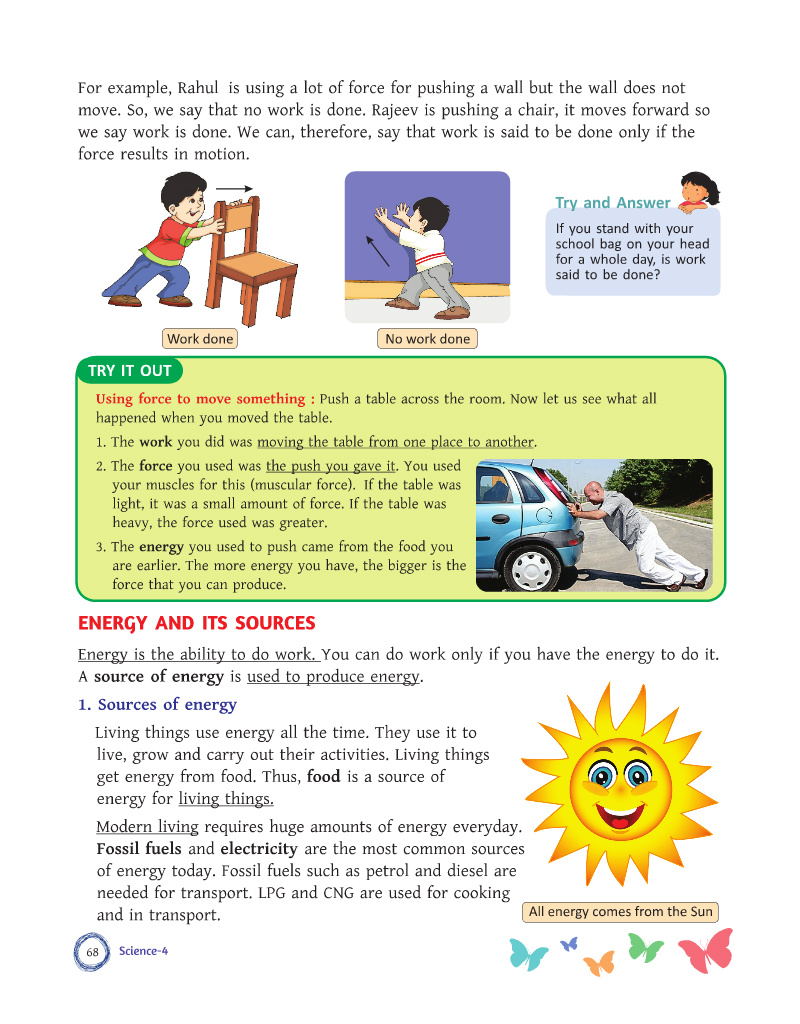 For example, Rahul is using a lot of force for pushing a wall but the wall does not
move. So, we say that no work is done. Rajeev is pushing a chair, it moves forward so
we say work is done. We can, therefore, say that work is said to be done only if the
force results in motion.
Work done
No work done
Try and Answer
If you stand with your
school bag on your head
for a whole day, is work
said to be done?
TRY IT OUT
Using force to move something : Push a table across the room. Now let us see what all
happened when you moved the table.
1. The work you did was moving the table from one place to another.
2. The force you used was the push you gave it. You used
your muscles for this (muscular force). If the table was
light, it was a small amount of force. If the table was
heavy, the force used was greater.
3. The energy you used to push came from the food you
are earlier. The more energy you have, the bigger is the
force that you can produce.
ENERGY AND ITS SOURCES
Energy is the ability to do work. You can do work only if you have the energy to do it.
A source of energy is used to produce energy.
1. Sources of energy
Living things use energy all the time. They use it to
live, grow and carry out their activities. Living things
get energy from food. Thus, food is a source of
energy for living things.
Modern living requires huge amounts of energy everyday.
Fossil fuels and electricity are the most common sources
of energy today. Fossil fuels such as petrol and diesel are
needed for transport. LPG and CNG are used for cooking
and in transport.
All energy comes from the Sun
68 Science-4